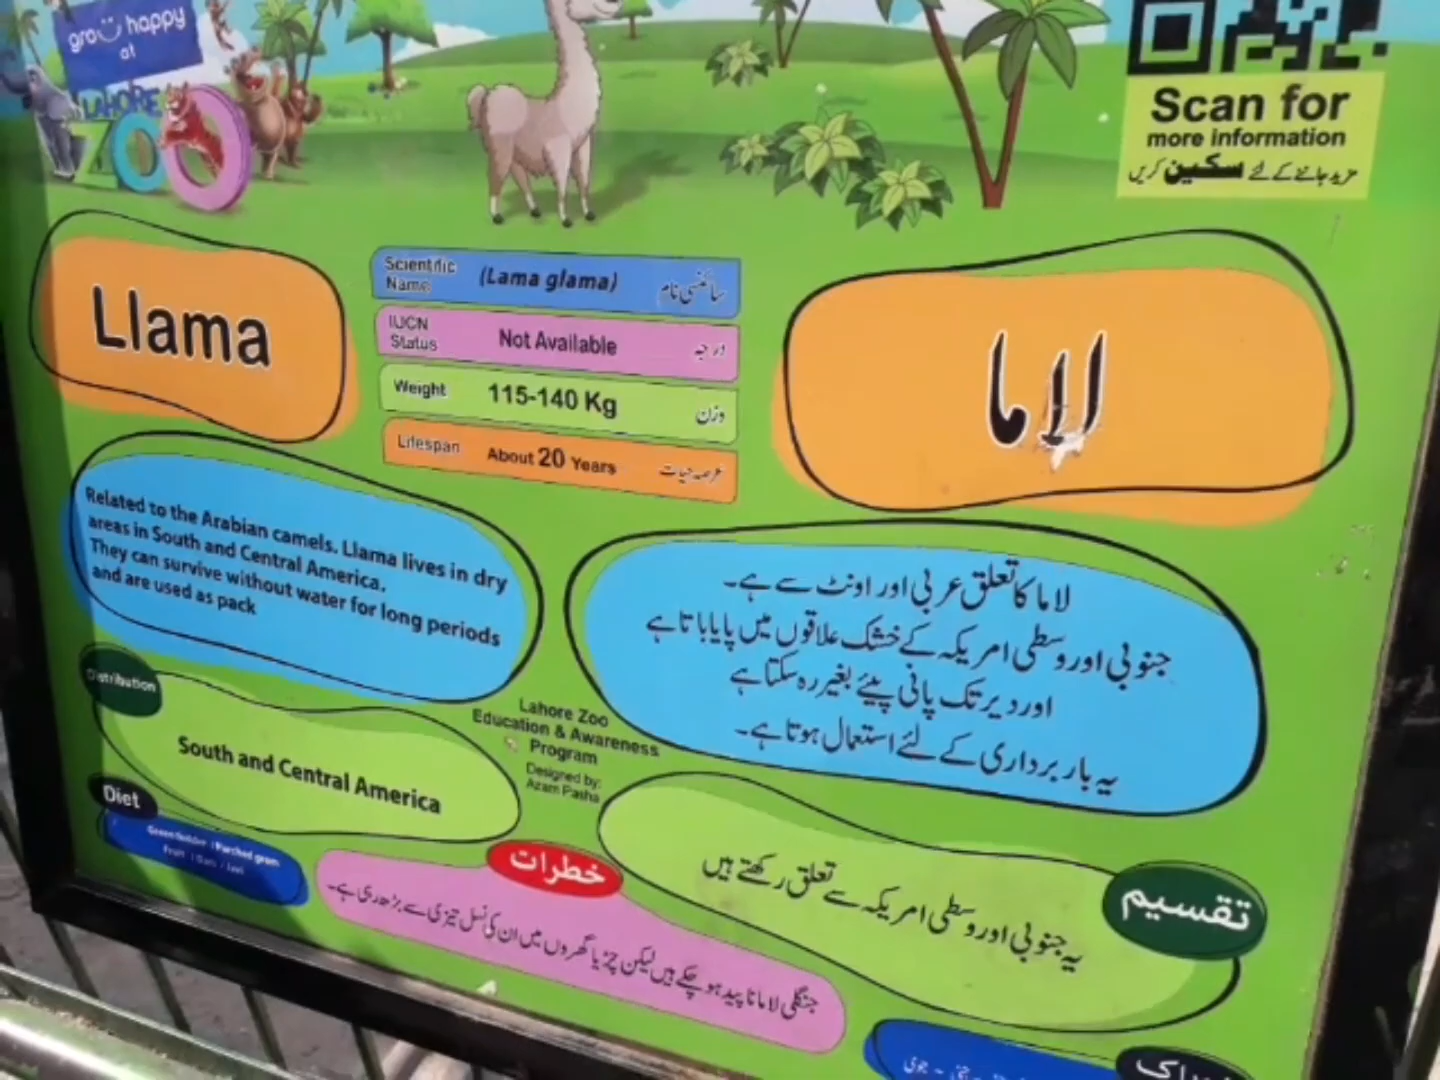 grow happy
at
LAHORE
ZOO
Scan for
more information
مزید جاننے کے لئے سکین کریں
Llama
Scientific Name (Lama glama) سائنسی نام
IUCN Status Not Available درجہ
Weight 115-140 Kg وزن
Lifespan About 20 Years عرصہ حیات
لاما
Related to the Arabian camels. Llama lives in dry
areas in South and Central America.
They can survive without water for long periods
and are used as pack
لاما کا تعلق عربی اور اونٹ سے ہے۔
جنوبی اور وسطی امریکہ کے خشک علاقوں میں پایا جاتا ہے
اور دیر تک پانی پیئے بغیر رہ سکتا ہے
یہ بار برداری کے لئے استعمال ہوتا ہے۔
Distribution
South and Central America
Lahore Zoo
Education & Awareness
Program
Designed by:
Azam Pasha
Diet
Green fodder / Parched gram
تقسیم
یہ جنوبی اور وسطی امریکہ سے تعلق رکھتے ہیں
خطرات
جنگلی لاما ناپید ہو چکے ہیں لیکن چڑیا گھروں میں ان کی نسل تیزی سے بڑھ رہی ہے۔